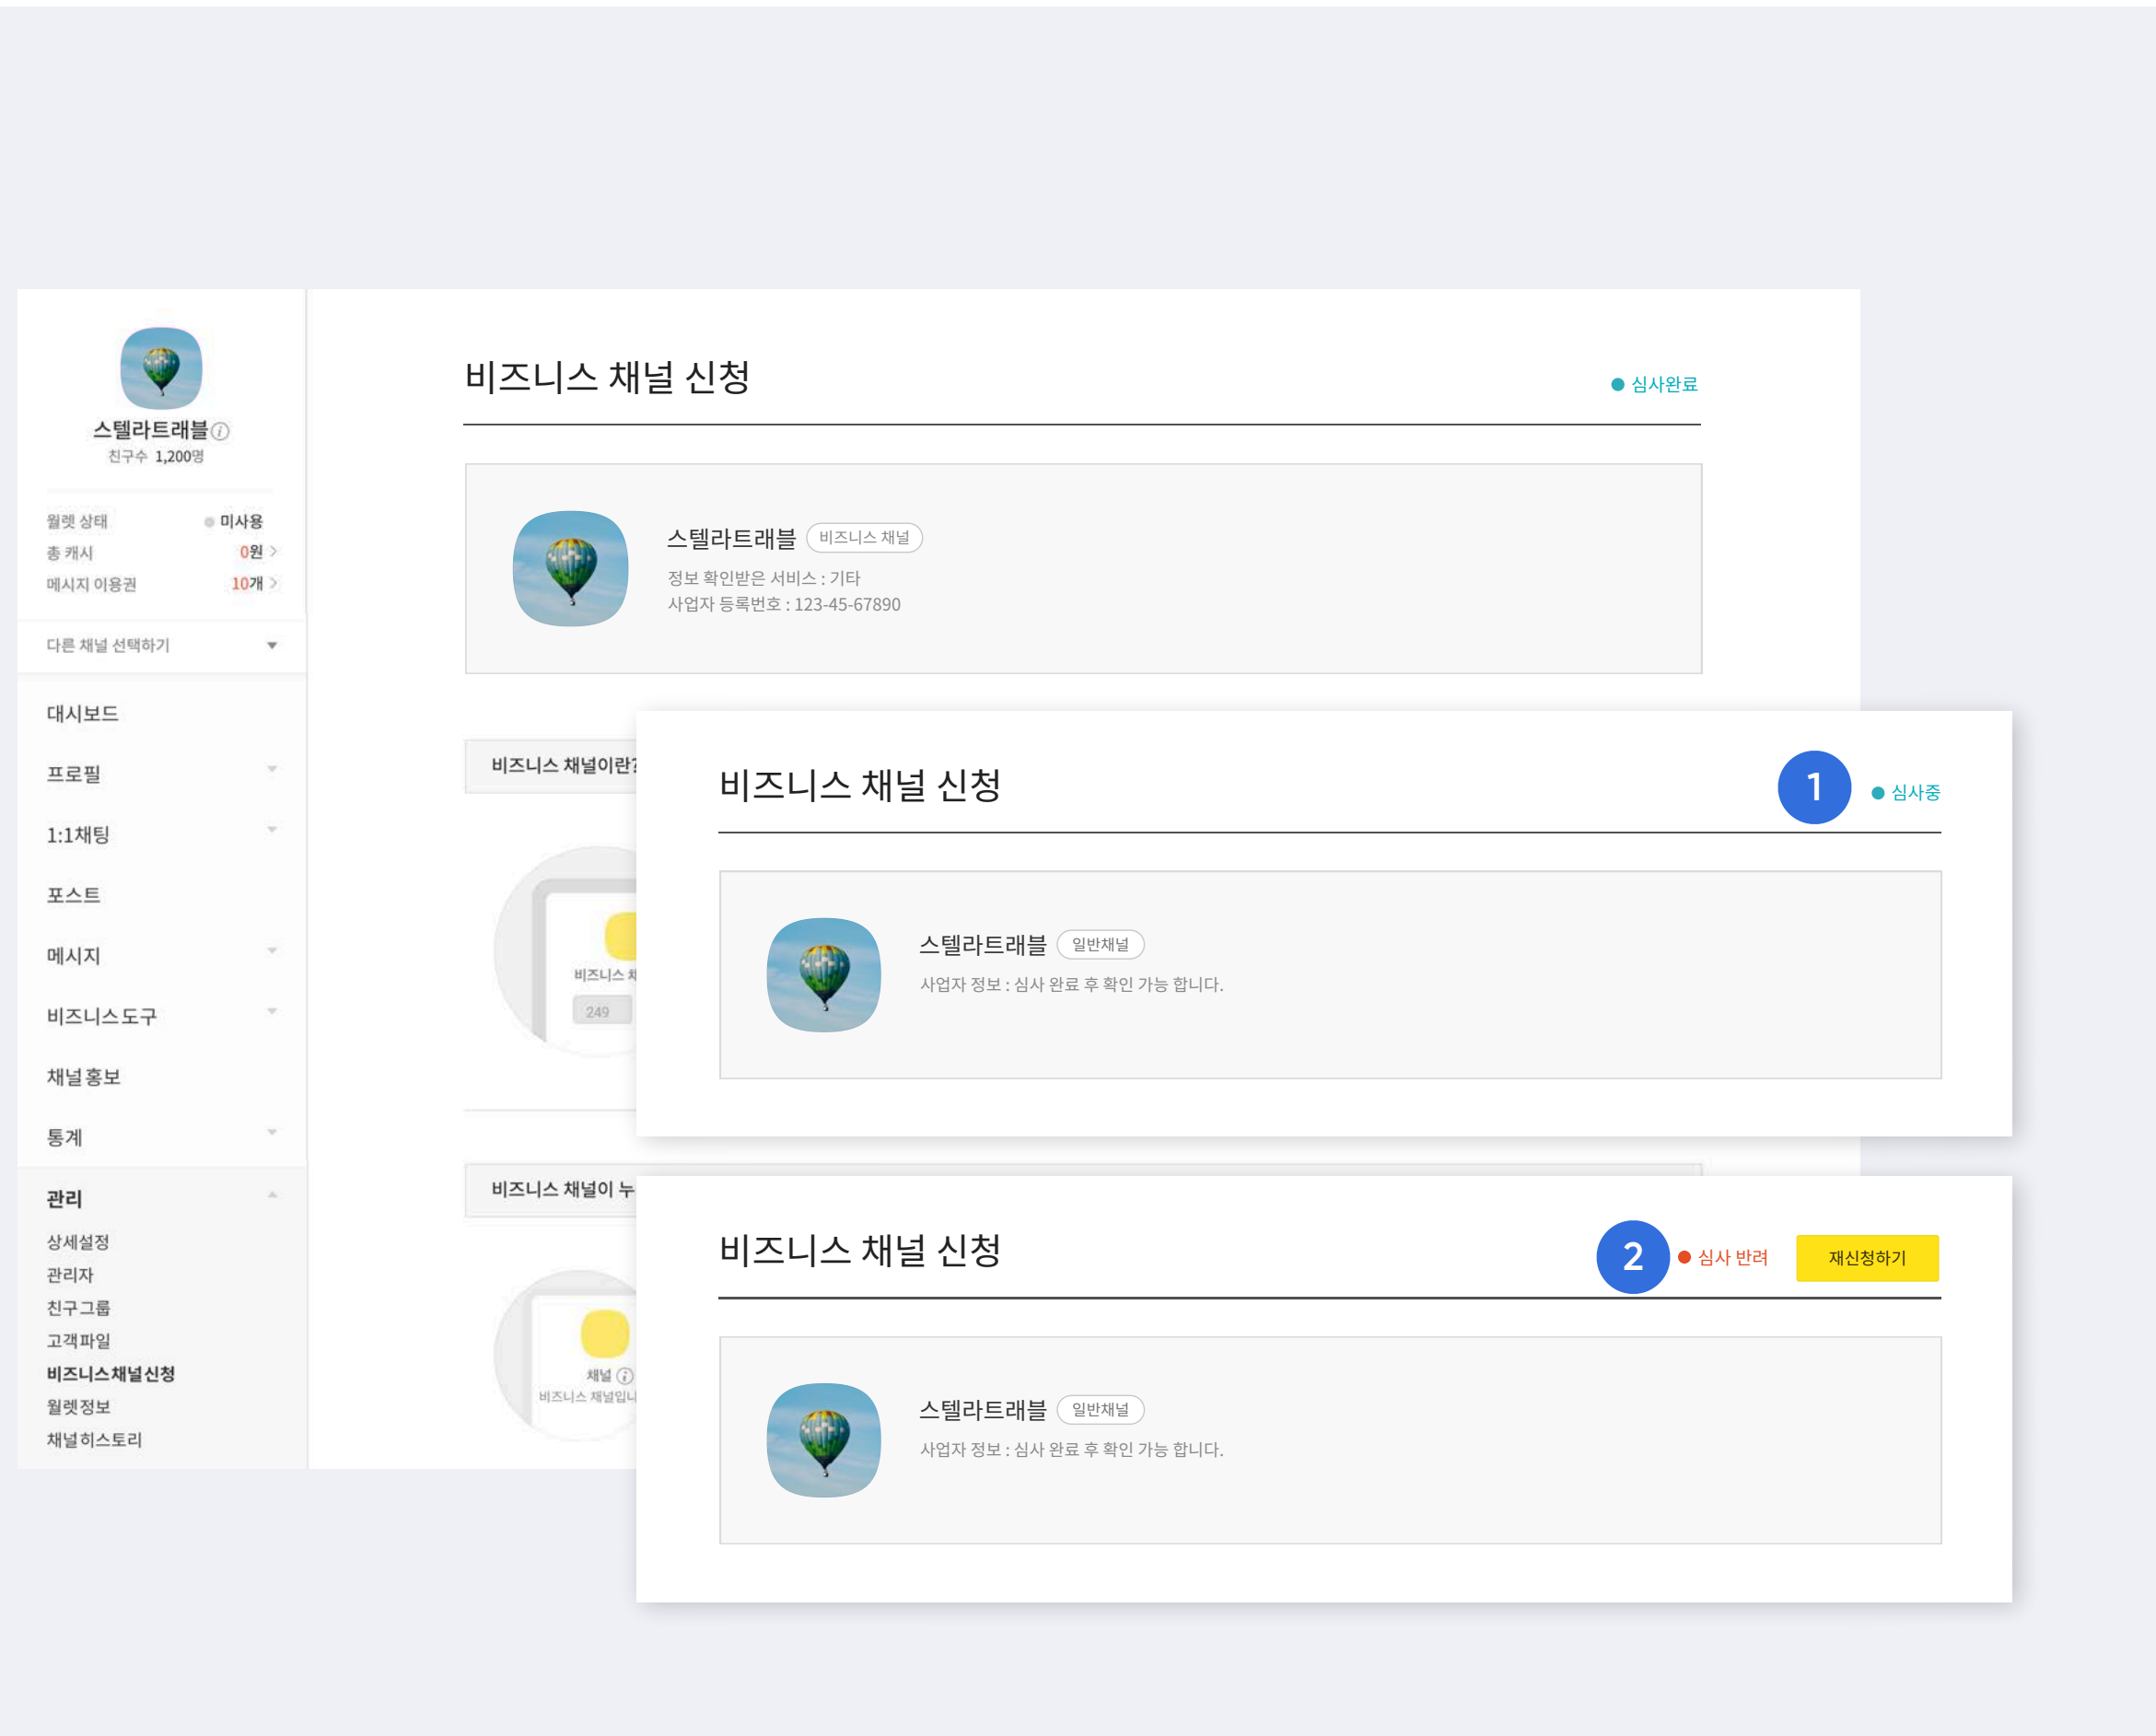 스텔라트래블
친구수 1,200명
월렛 상태 미사용
총 캐시 0원 >
메시지 이용권 10개 >
다른 채널 선택하기
대시보드
프로필
1:1채팅
포스트
메시지
비즈니스도구
채널홍보
통계
관리
상세설정
관리자
친구그룹
고객파일
비즈니스채널신청
월렛정보
채널히스토리
비즈니스 채널 신청
심사완료
스텔라트래블 비즈니스 채널
정보 확인받은 서비스 : 기타
사업자 등록번호 : 123-45-67890
비즈니스 채널이란?
비즈니스
249
비즈니스 채널이 누
채널
비즈니스 채널입니
비즈니스 채널 신청
1 심사중
스텔라트래블 일반채널
사업자 정보 : 심사 완료 후 확인 가능 합니다.
비즈니스 채널 신청
2 심사 반려 재신청하기
스텔라트래블 일반채널
사업자 정보 : 심사 완료 후 확인 가능 합니다.